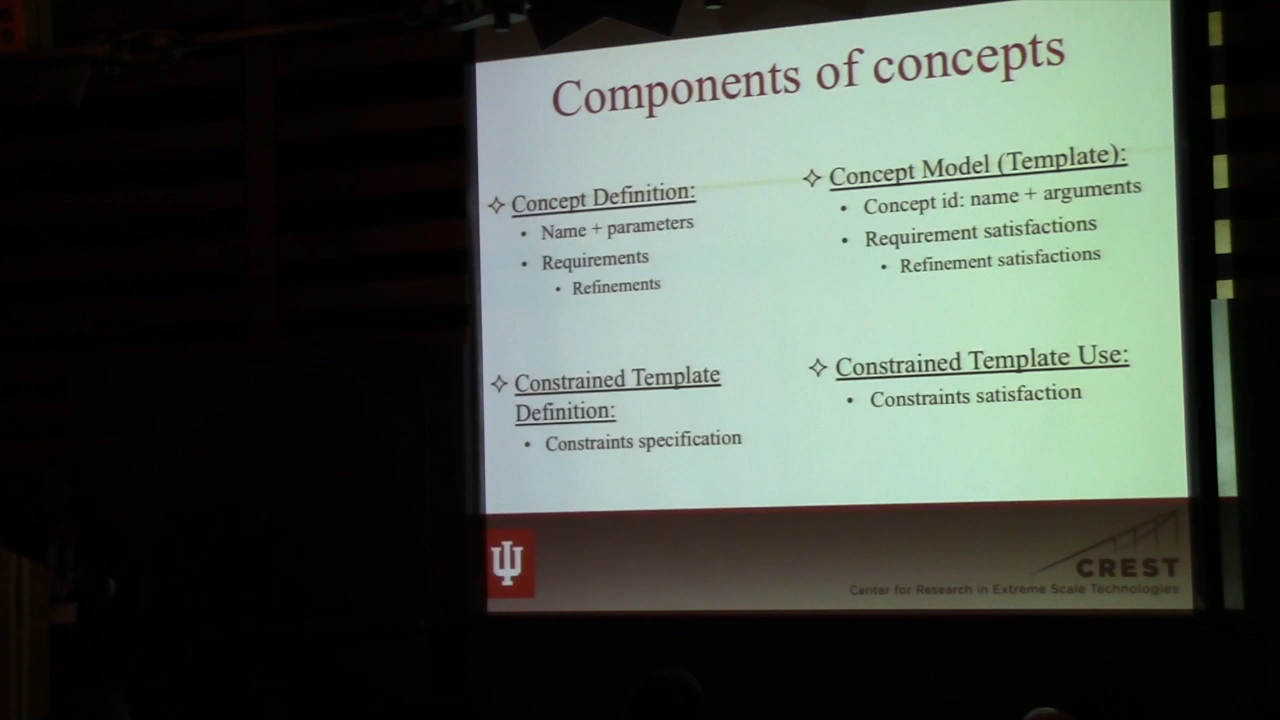 Components of concepts
Concept Definition:
• Name + parameters
• Requirements
• Refinements
Concept Model (Template):
• Concept id: name + arguments
• Requirement satisfactions
• Refinement satisfactions
Constrained Template
Definition:
• Constraints specification
Constrained Template Use:
• Constraints satisfaction
CREST
Center for Research in Extreme Scale Technologies